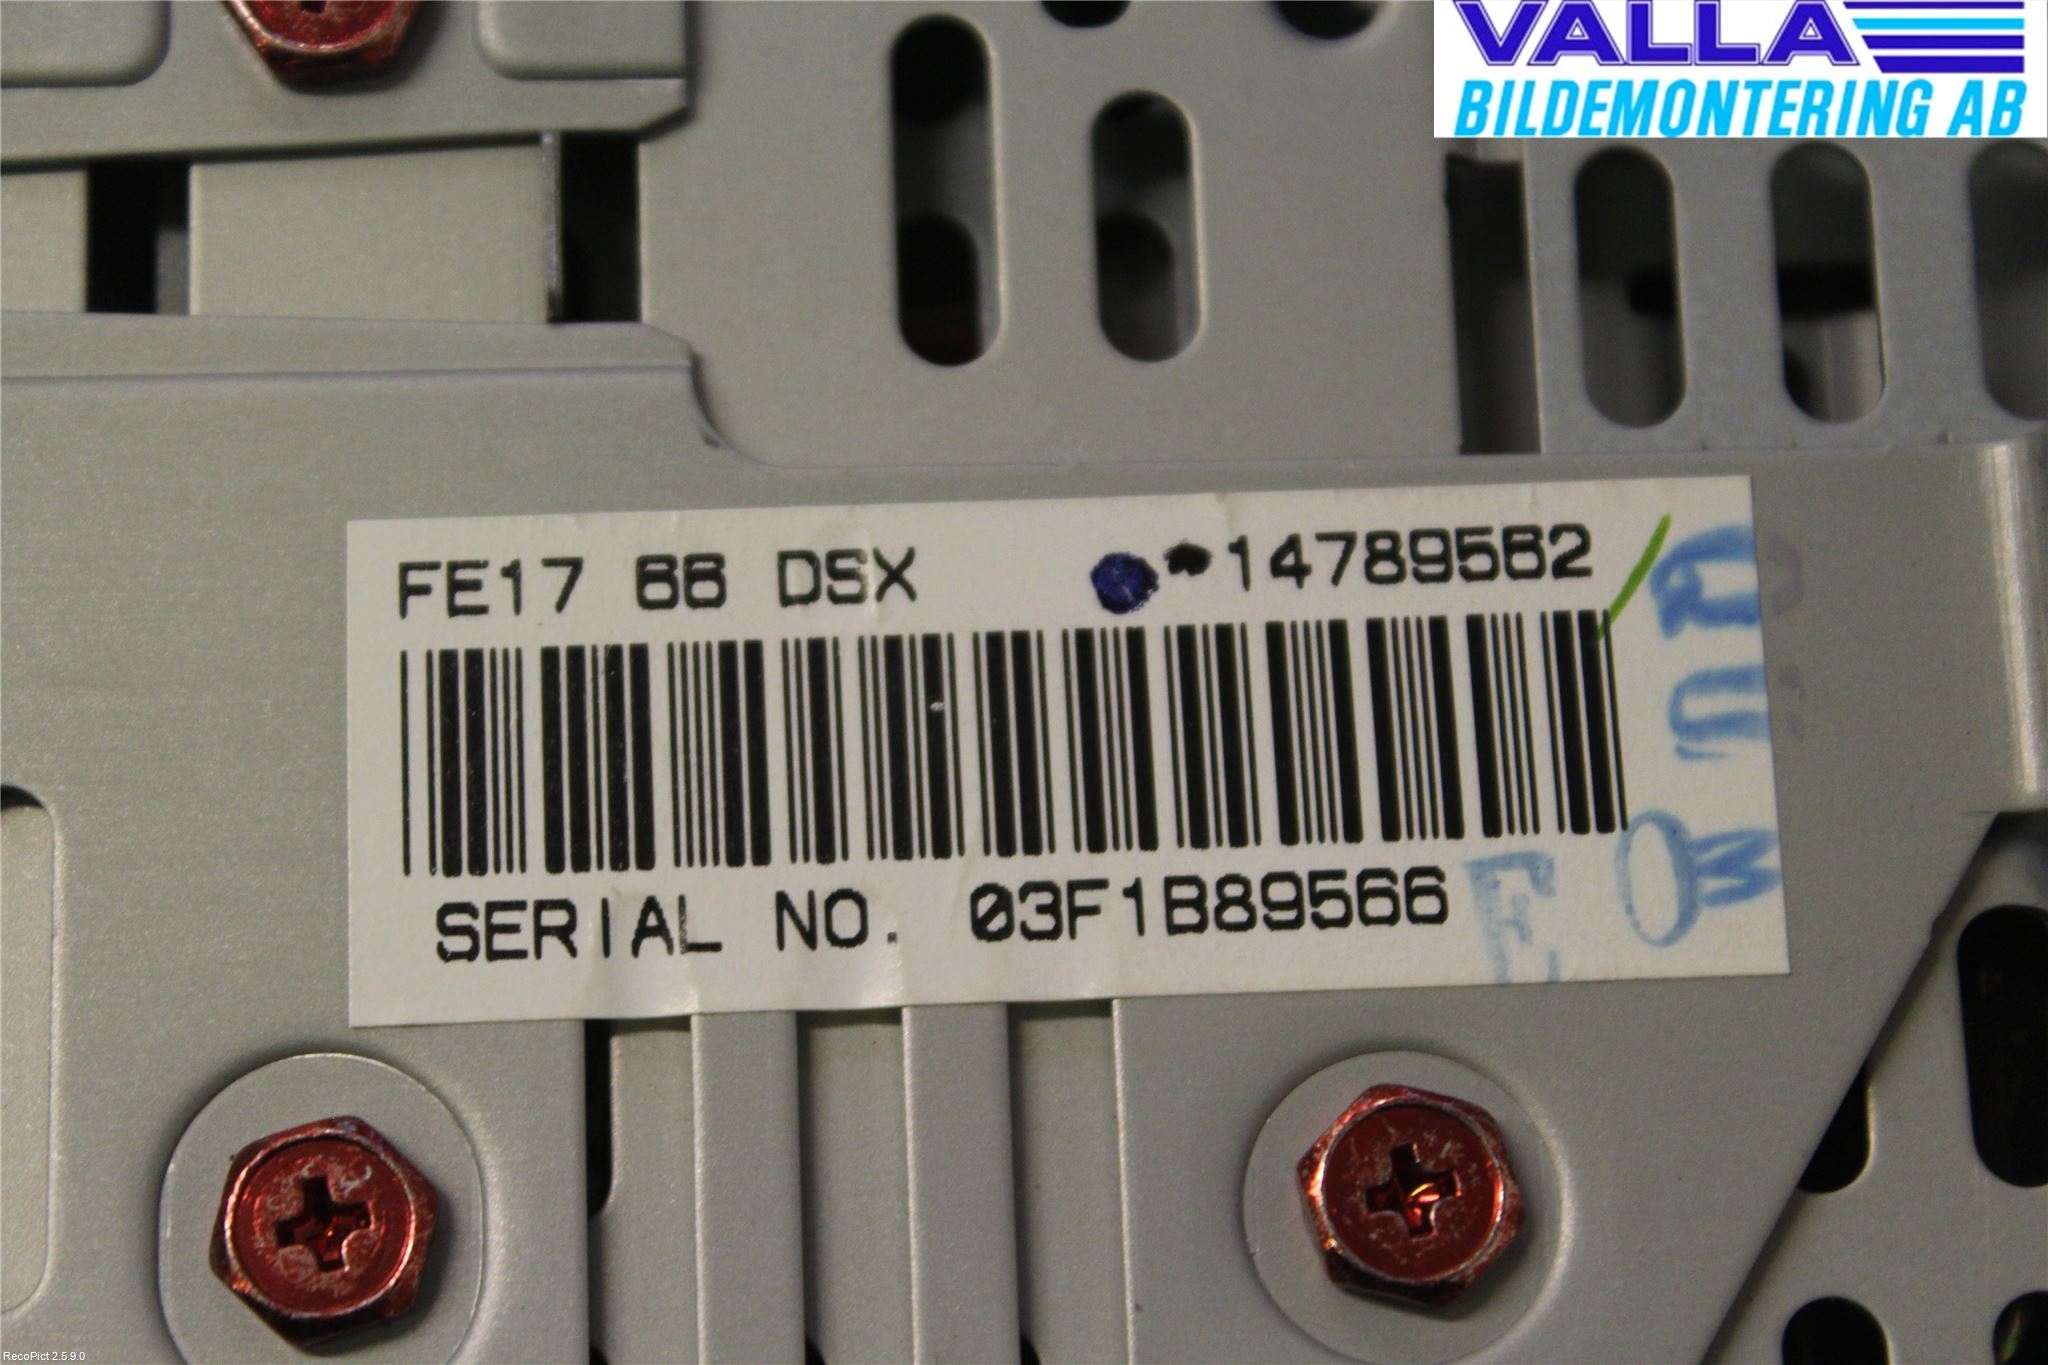 VALLA
BILDEMONTERING AB
FE17 66 DSX 14789562
SERIAL NO. 03F1B89566
RecoPict 2.5.9.0